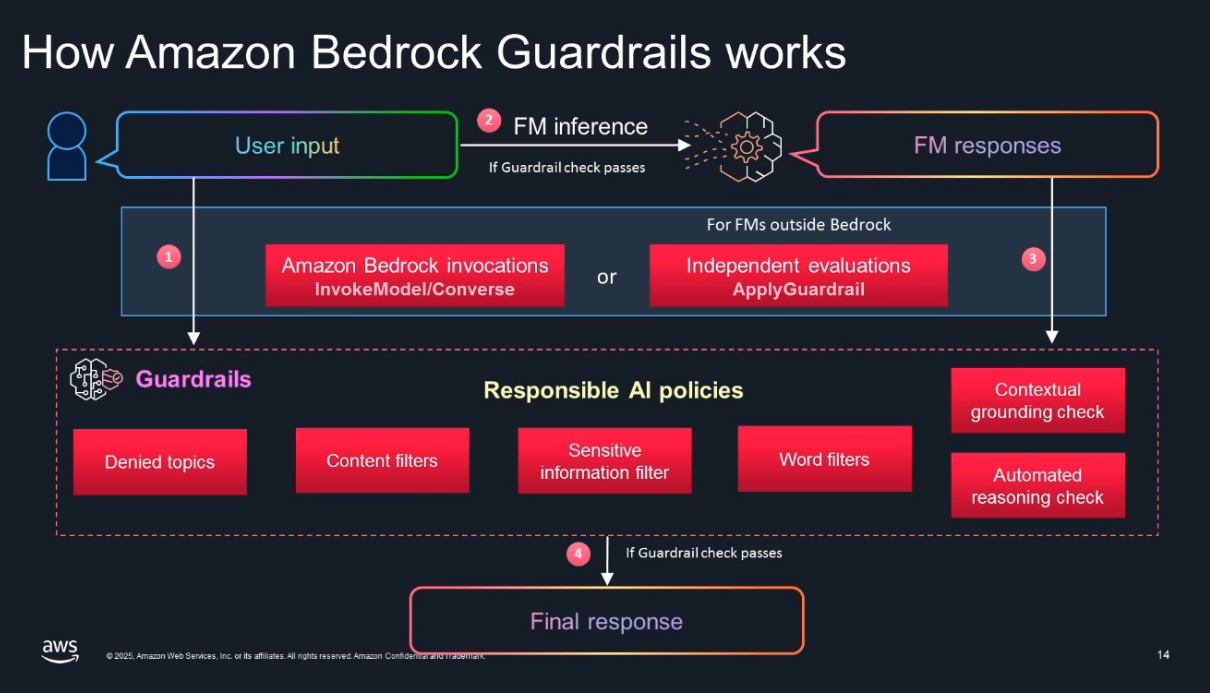 How Amazon Bedrock Guardrails works
User input
2
FM inference
If Guardrail check passes
FM responses
For FMs outside Bedrock
1
Amazon Bedrock invocations
InvokeModel/Converse
or
Independent evaluations
ApplyGuardrail
3
Guardrails
Responsible AI policies
Contextual
grounding check
Denied topics
Content filters
Sensitive
information filter
Word filters
Automated
reasoning check
4
If Guardrail check passes
Final response
aws
© 2025, Amazon Web Services, Inc. or its affiliates. All rights reserved. Amazon Confidential and Trademark.
14